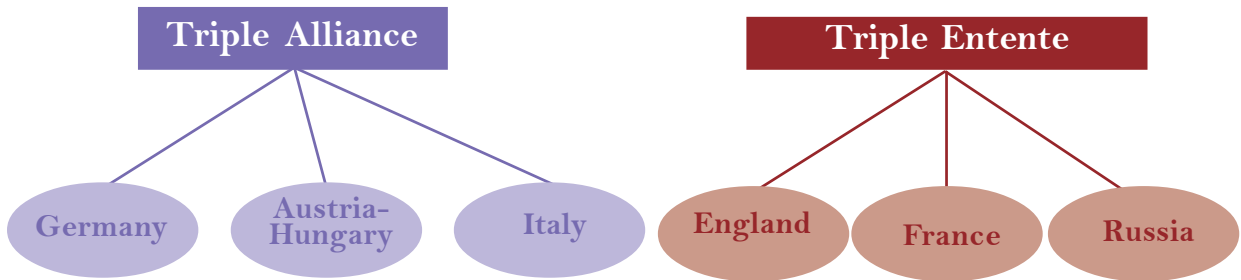 Triple Alliance
Germany
Austria-
Hungary
Italy
Triple Entente
England
France
Russia